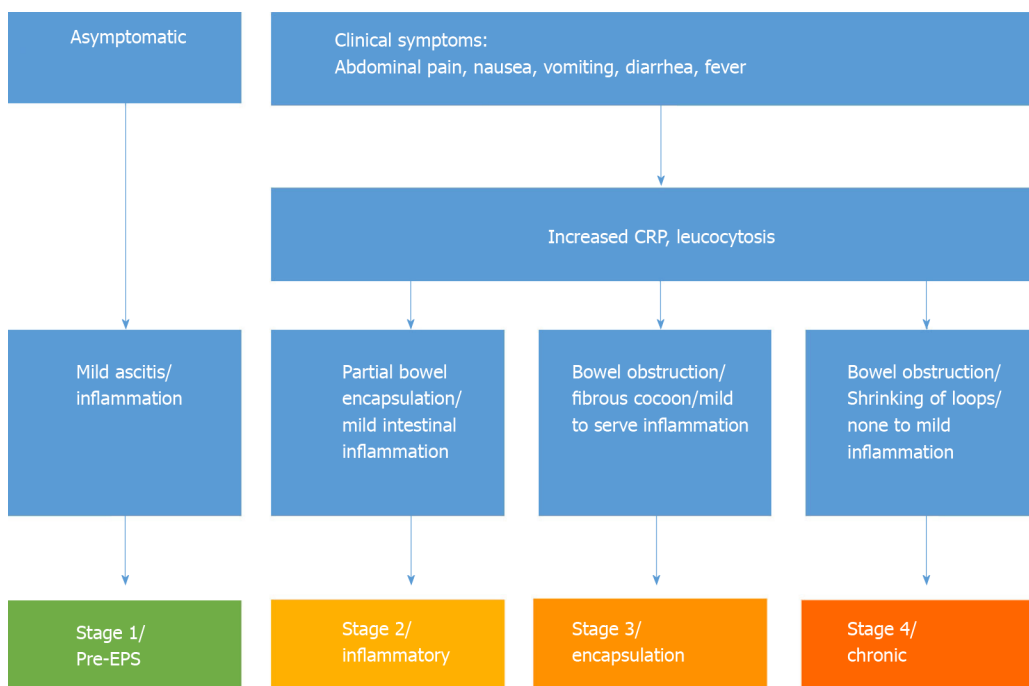 Asymptomatic
Clinical symptoms:
Abdominal pain, nausea, vomiting, diarrhea, fever
Increased CRP, leucocytosis
Mild ascitis/
inflammation
Partial bowel
encapsulation/
mild intestinal
inflammation
Bowel obstruction/
fibrous cocoon/mild
to serve inflammation
Bowel obstruction/
Shrinking of loops/
none to mild
inflammation
Stage 1/
Pre-EPS
Stage 2/
inflammatory
Stage 3/
encapsulation
Stage 4/
chronic